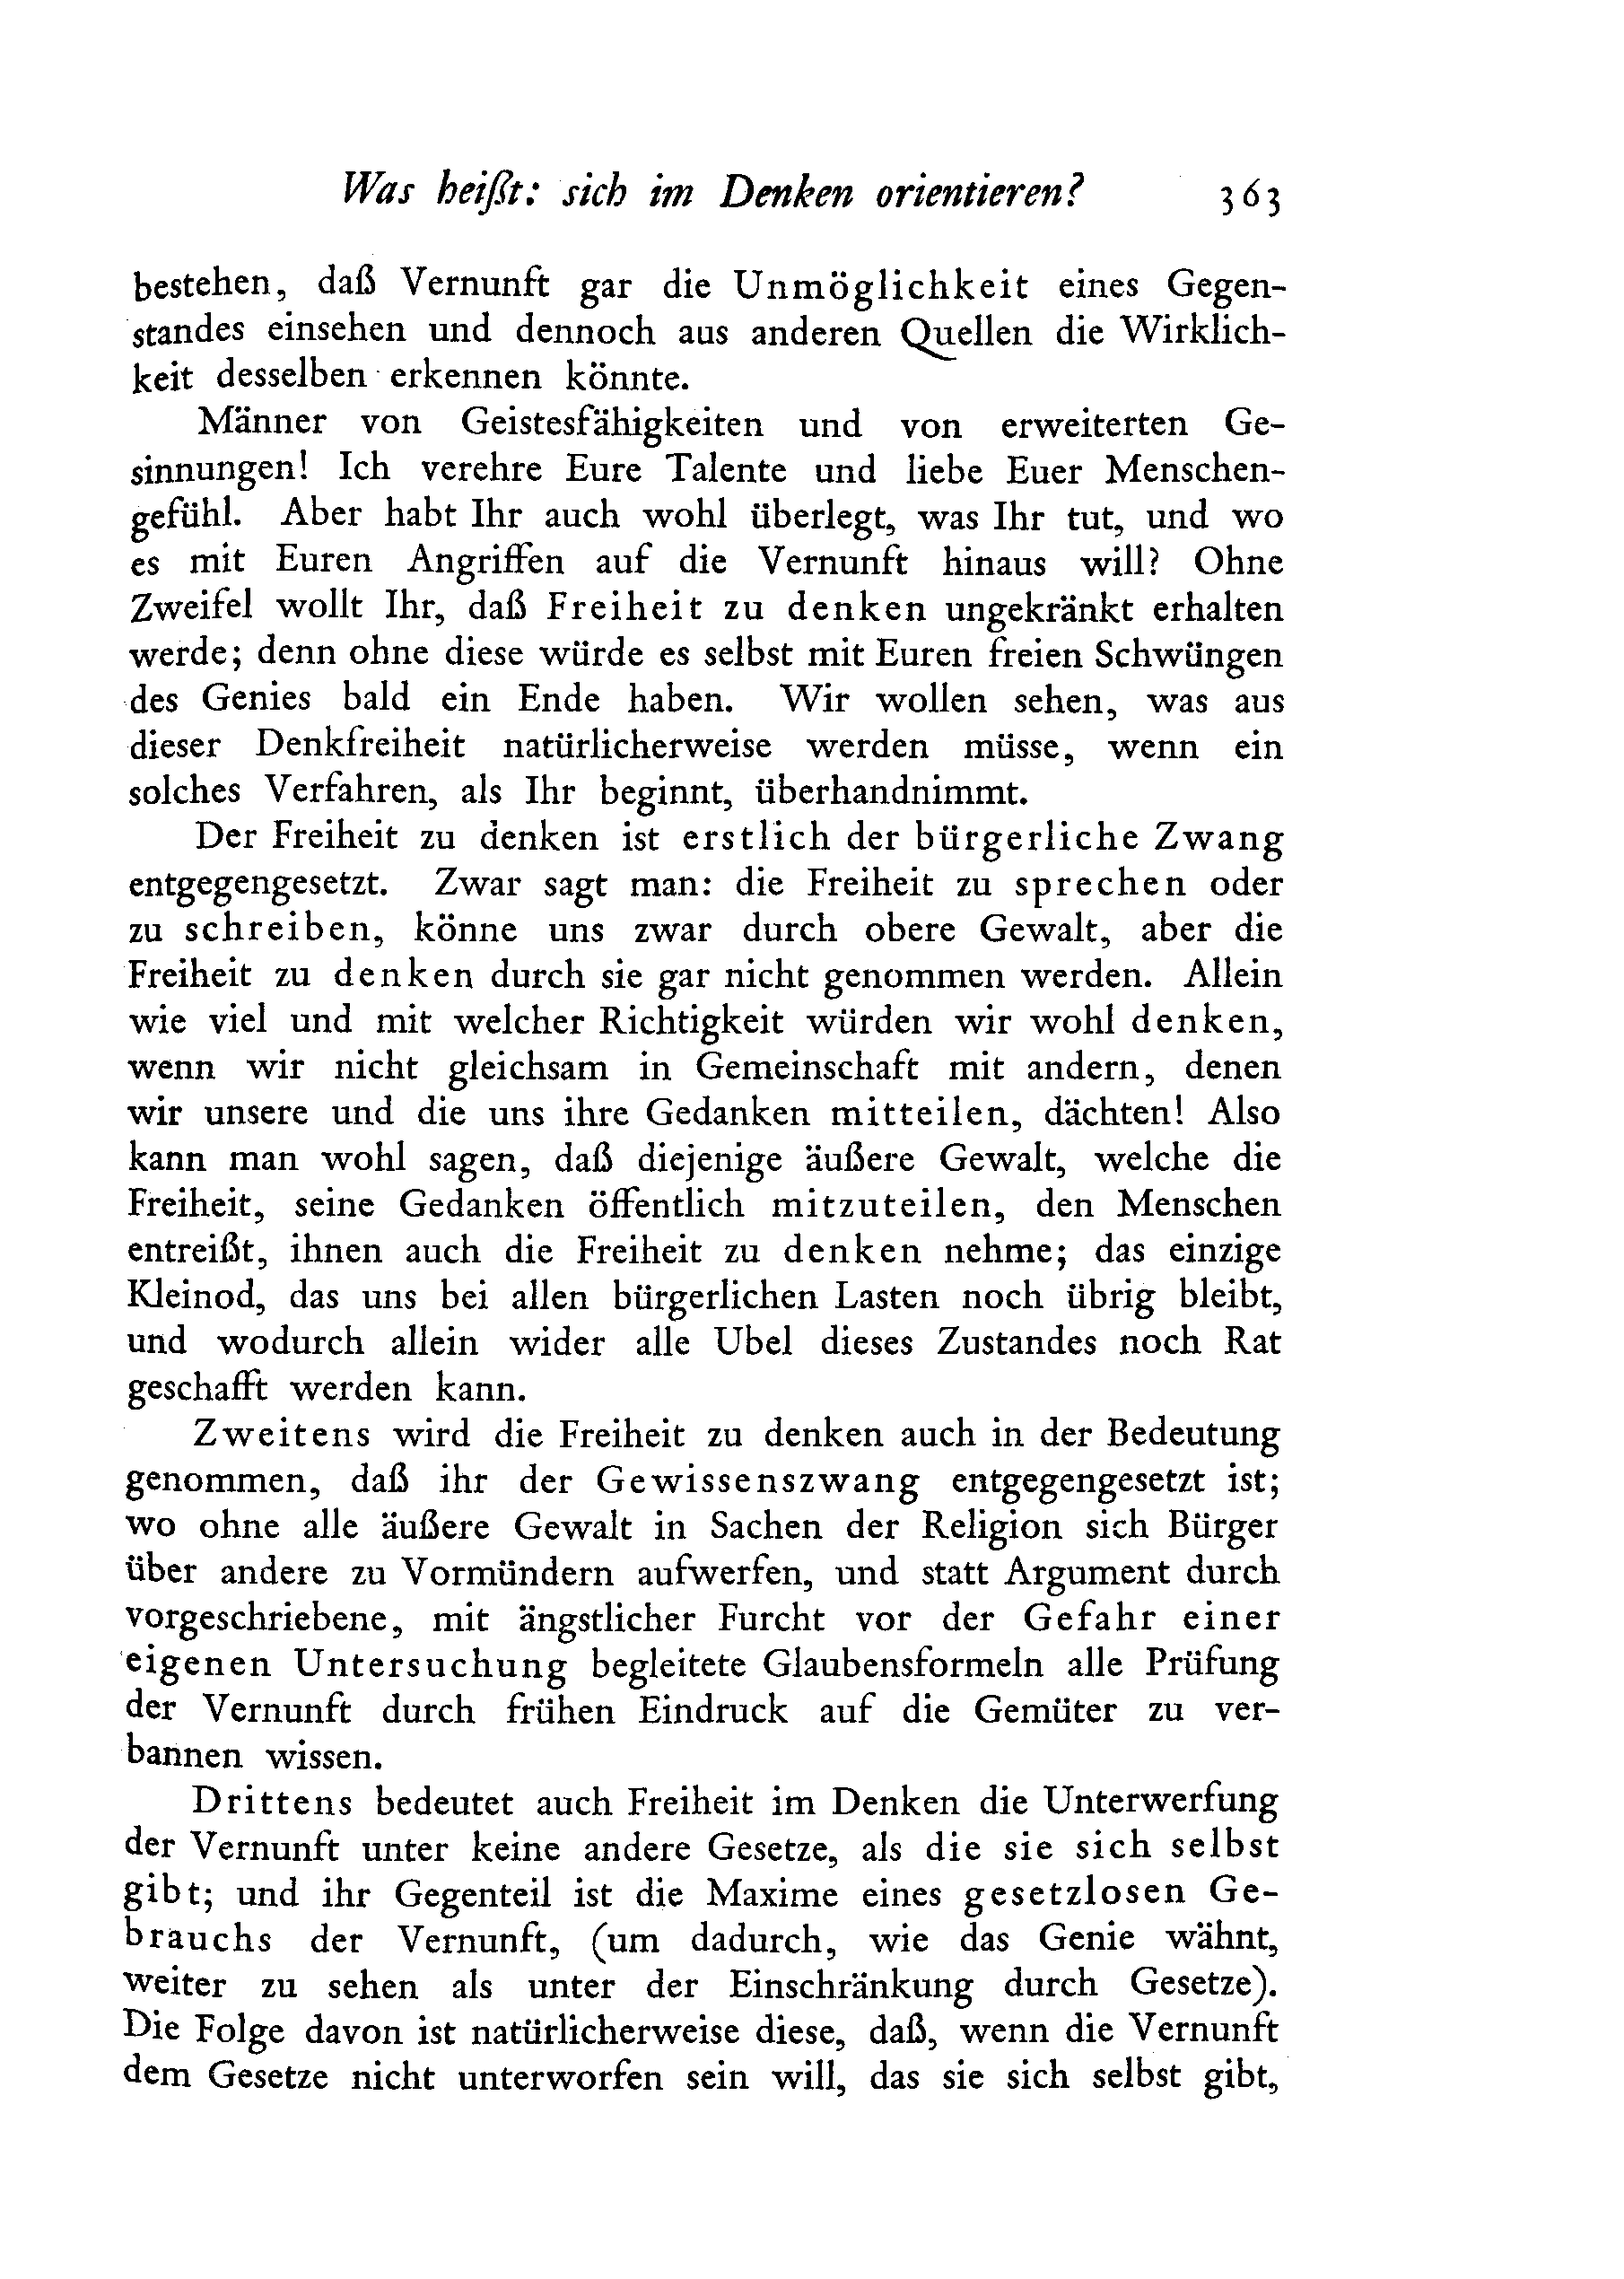 Was heißt: sich im Denken orientieren? 363
bestehen, daß Vernunft gar die Unmöglichkeit eines Gegen-
standes einsehen und dennoch aus anderen Quellen die Wirklich-
keit desselben erkennen könnte.
Männer von Geistesfähigkeiten und von erweiterten Ge-
sinnungen! Ich verehre Eure Talente und liebe Euer Menschen-
gefühl. Aber habt Ihr auch wohl überlegt, was Ihr tut, und wo
es mit Euren Angriffen auf die Vernunft hinaus will? Ohne
Zweifel wollt Ihr, daß Freiheit zu denken ungekränkt erhalten
werde; denn ohne diese würde es selbst mit Euren freien Schwüngen
des Genies bald ein Ende haben. Wir wollen sehen, was aus
dieser Denkfreiheit natürlicherweise werden müsse, wenn ein
solches Verfahren, als Ihr beginnt, überhandnimmt.
Der Freiheit zu denken ist erstlich der bürgerliche Zwang
entgegengesetzt. Zwar sagt man: die Freiheit zu sprechen oder
zu schreiben, könne uns zwar durch obere Gewalt, aber die
Freiheit zu denken durch sie gar nicht genommen werden. Allein
wie viel und mit welcher Richtigkeit würden wir wohl denken,
wenn wir nicht gleichsam in Gemeinschaft mit andern, denen
wir unsere und die uns ihre Gedanken mitteilen, dächten! Also
kann man wohl sagen, daß diejenige äußere Gewalt, welche die
Freiheit, seine Gedanken öffentlich mitzuteilen, den Menschen
entreißt, ihnen auch die Freiheit zu denken nehme; das einzige
Kleinod, das uns bei allen bürgerlichen Lasten noch übrig bleibt,
und wodurch allein wider alle Ubel dieses Zustandes noch Rat
geschafft werden kann.
Zweitens wird die Freiheit zu denken auch in der Bedeutung
genommen, daß ihr der Gewissenszwang entgegengesetzt ist;
wo ohne alle äußere Gewalt in Sachen der Religion sich Bürger
über andere zu Vormündern aufwerfen, und statt Argument durch
vorgeschriebene, mit ängstlicher Furcht vor der Gefahr einer
eigenen Untersuchung begleitete Glaubensformeln alle Prüfung
der Vernunft durch frühen Eindruck auf die Gemüter zu ver-
bannen wissen.
Drittens bedeutet auch Freiheit im Denken die Unterwerfung
der Vernunft unter keine andere Gesetze, als die sie sich selbst
gibt; und ihr Gegenteil ist die Maxime eines gesetzlosen Ge-
brauchs der Vernunft, (um dadurch, wie das Genie wähnt,
weiter zu sehen als unter der Einschränkung durch Gesetze).
Die Folge davon ist natürlicherweise diese, daß, wenn die Vernunft
dem Gesetze nicht unterworfen sein will, das sie sich selbst gibt,